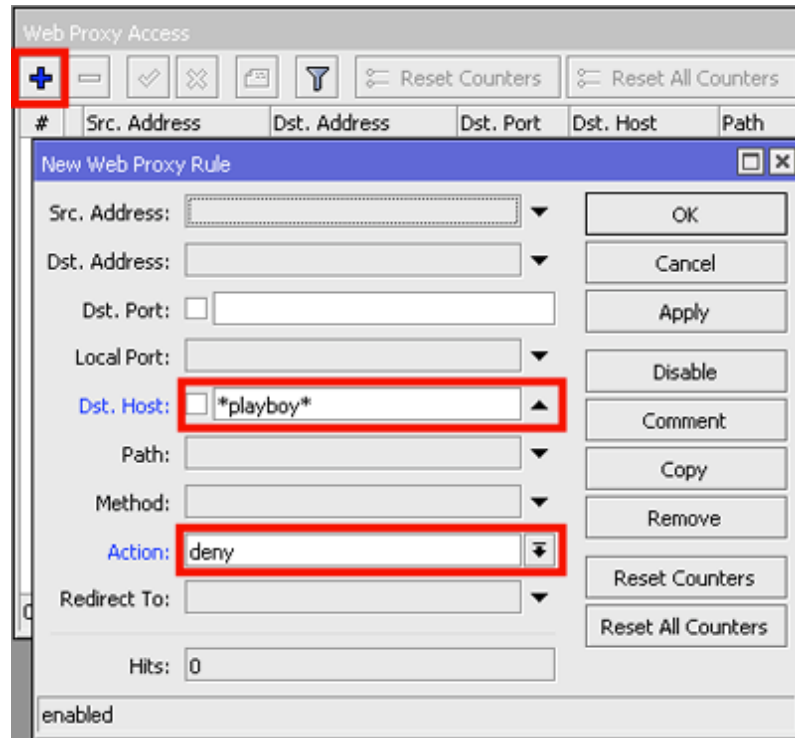 Web Proxy Access
Reset Counters Reset All Counters
# Src. Address Dst. Address Dst. Port Dst. Host Path
New Web Proxy Rule
Src. Address: OK
Dst. Address: Cancel
Dst. Port: Apply
Local Port: Disable
Dst. Host: *playboy* Comment
Path: Copy
Method: Remove
Action: deny
Reset Counters
Redirect To:
Reset All Counters
Hits: 0
enabled